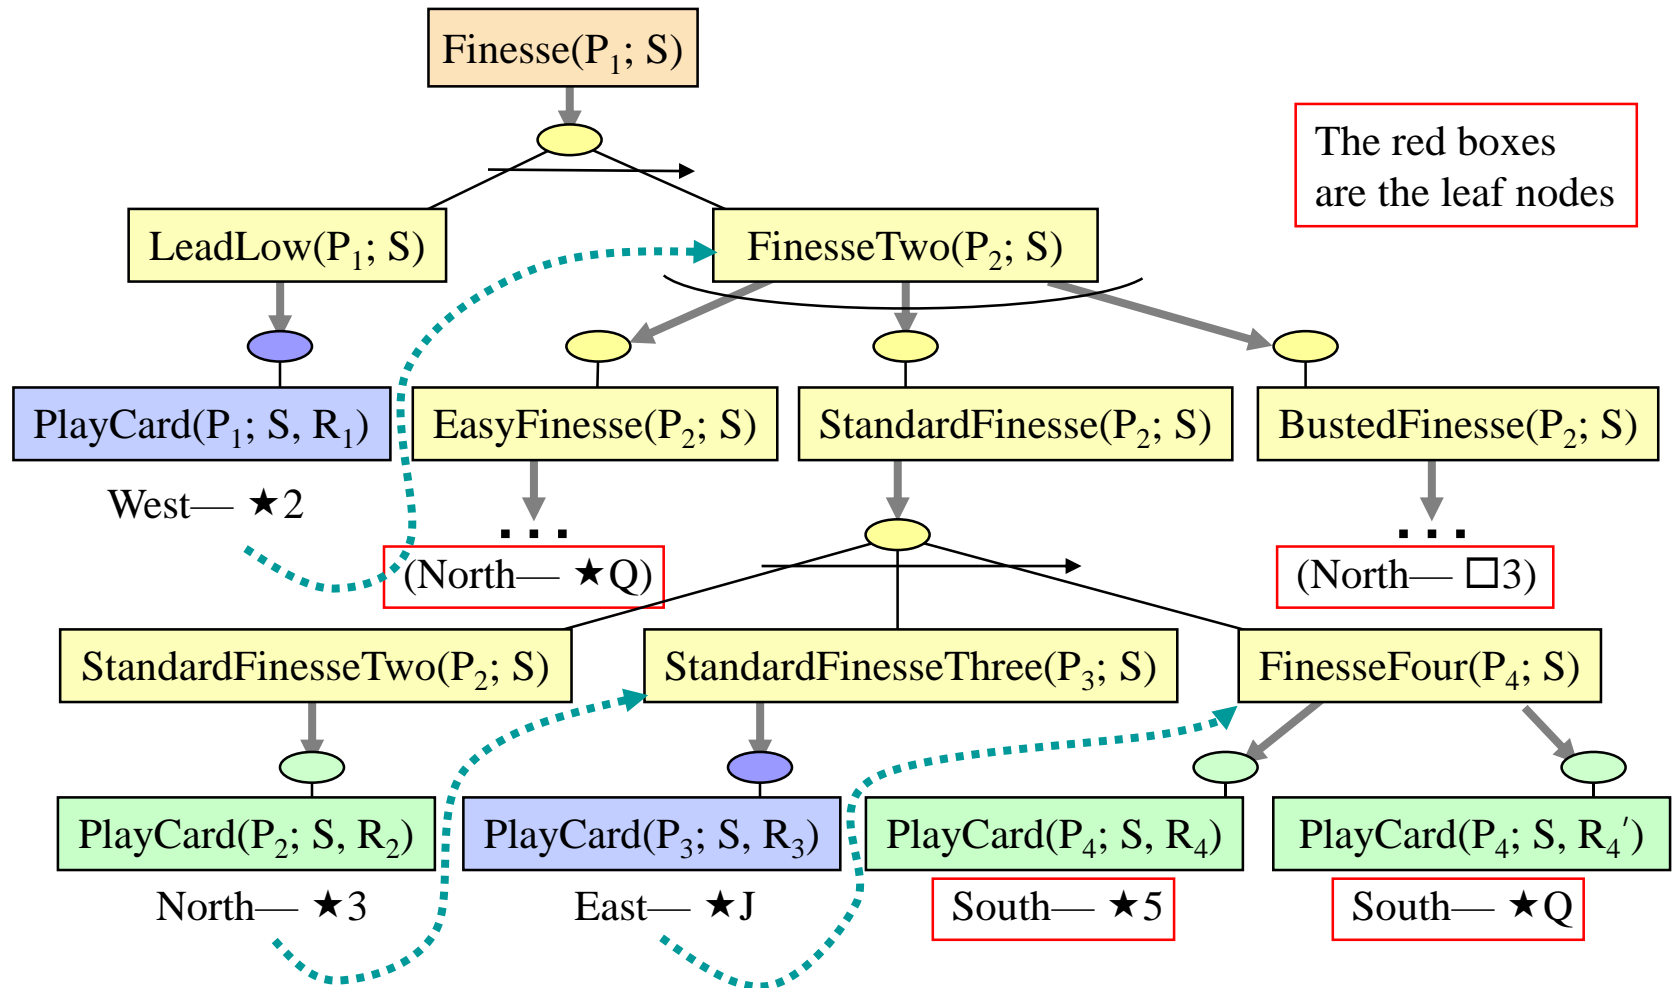 Finesse(P₁; S)
The red boxes
are the leaf nodes
LeadLow(P₁; S)
FinesseTwo(P₂; S)
PlayCard(P₁; S, R₁)
EasyFinesse(P₂; S)
StandardFinesse(P₂; S)
BustedFinesse(P₂; S)
West— ★2
...
...
(North— ★Q)
(North— □3)
StandardFinesseTwo(P₂; S)
StandardFinesseThree(P₃; S)
FinesseFour(P₄; S)
PlayCard(P₂; S, R₂)
PlayCard(P₃; S, R₃)
PlayCard(P₄; S, R₄)
PlayCard(P₄; S, R₄′)
North— ★3
East— ★J
South— ★5
South— ★Q